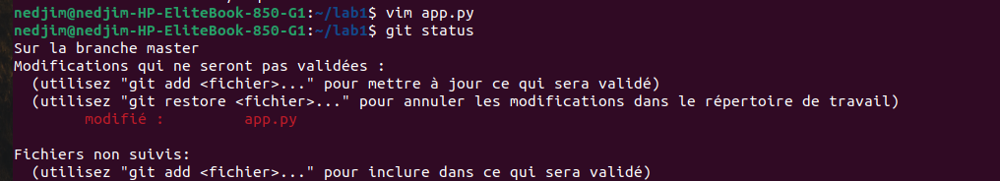 nedjim@nedjim-HP-EliteBook-850-G1:~/lab1$ vim app.py
nedjim@nedjim-HP-EliteBook-850-G1:~/lab1$ git status
Sur la branche master
Modifications qui ne seront pas validées :
  (utilisez "git add <fichier>..." pour mettre à jour ce qui sera validé)
  (utilisez "git restore <fichier>..." pour annuler les modifications dans le répertoire de travail)
        modifié :         app.py

Fichiers non suivis:
  (utilisez "git add <fichier>..." pour inclure dans ce qui sera validé)